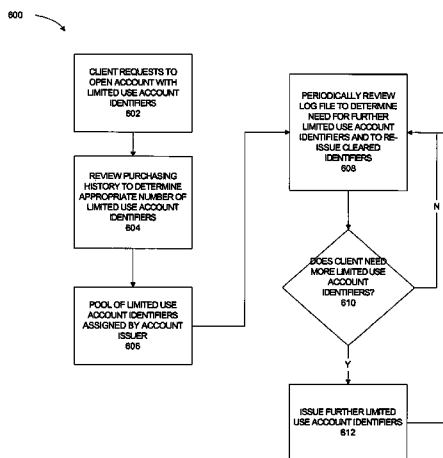 600
CLIENT REQUESTS TO
OPEN ACCOUNT WITH
LIMITED USE ACCOUNT
IDENTIFIERS
602
REVIEW PURCHASING
HISTORY TO DETERMINE
APPROPRIATE NUMBER OF
LIMITED USE ACCOUNT
IDENTIFIERS
604
POOL OF LIMITED USE
ACCOUNT IDENTIFIERS
ASSIGNED BY ACCOUNT
ISSUER
606
PERIODICALLY REVIEW
LOG FILE TO DETERMINE
NEED FOR FURTHER
LIMITED USE ACCOUNT
IDENTIFIERS AND TO RE-
ISSUE CLEARED
IDENTIFIERS
608
N
DOES CLIENT NEED
MORE LIMITED USE
ACCOUNT
IDENTIFIERS?
610
Y
ISSUE FURTHER LIMITED
USE ACCOUNT IDENTIFIERS
612